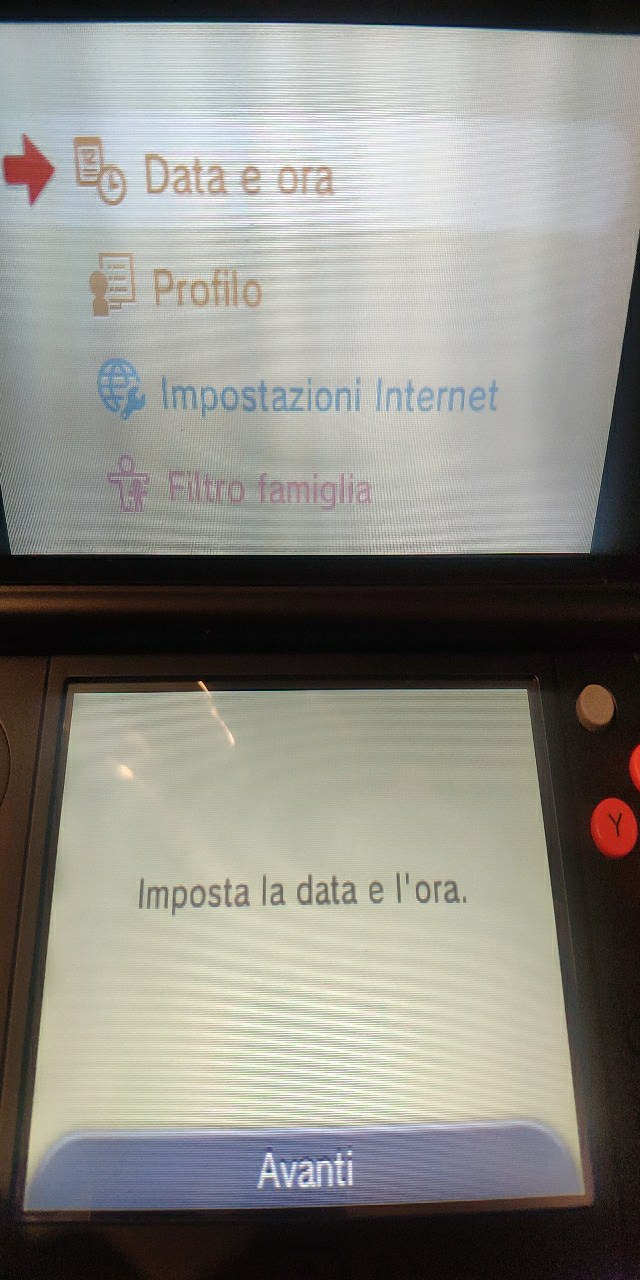 Data e ora
Profilo
Impostazioni Internet
Filtro famiglia
Imposta la data e l'ora.
Y
Avanti